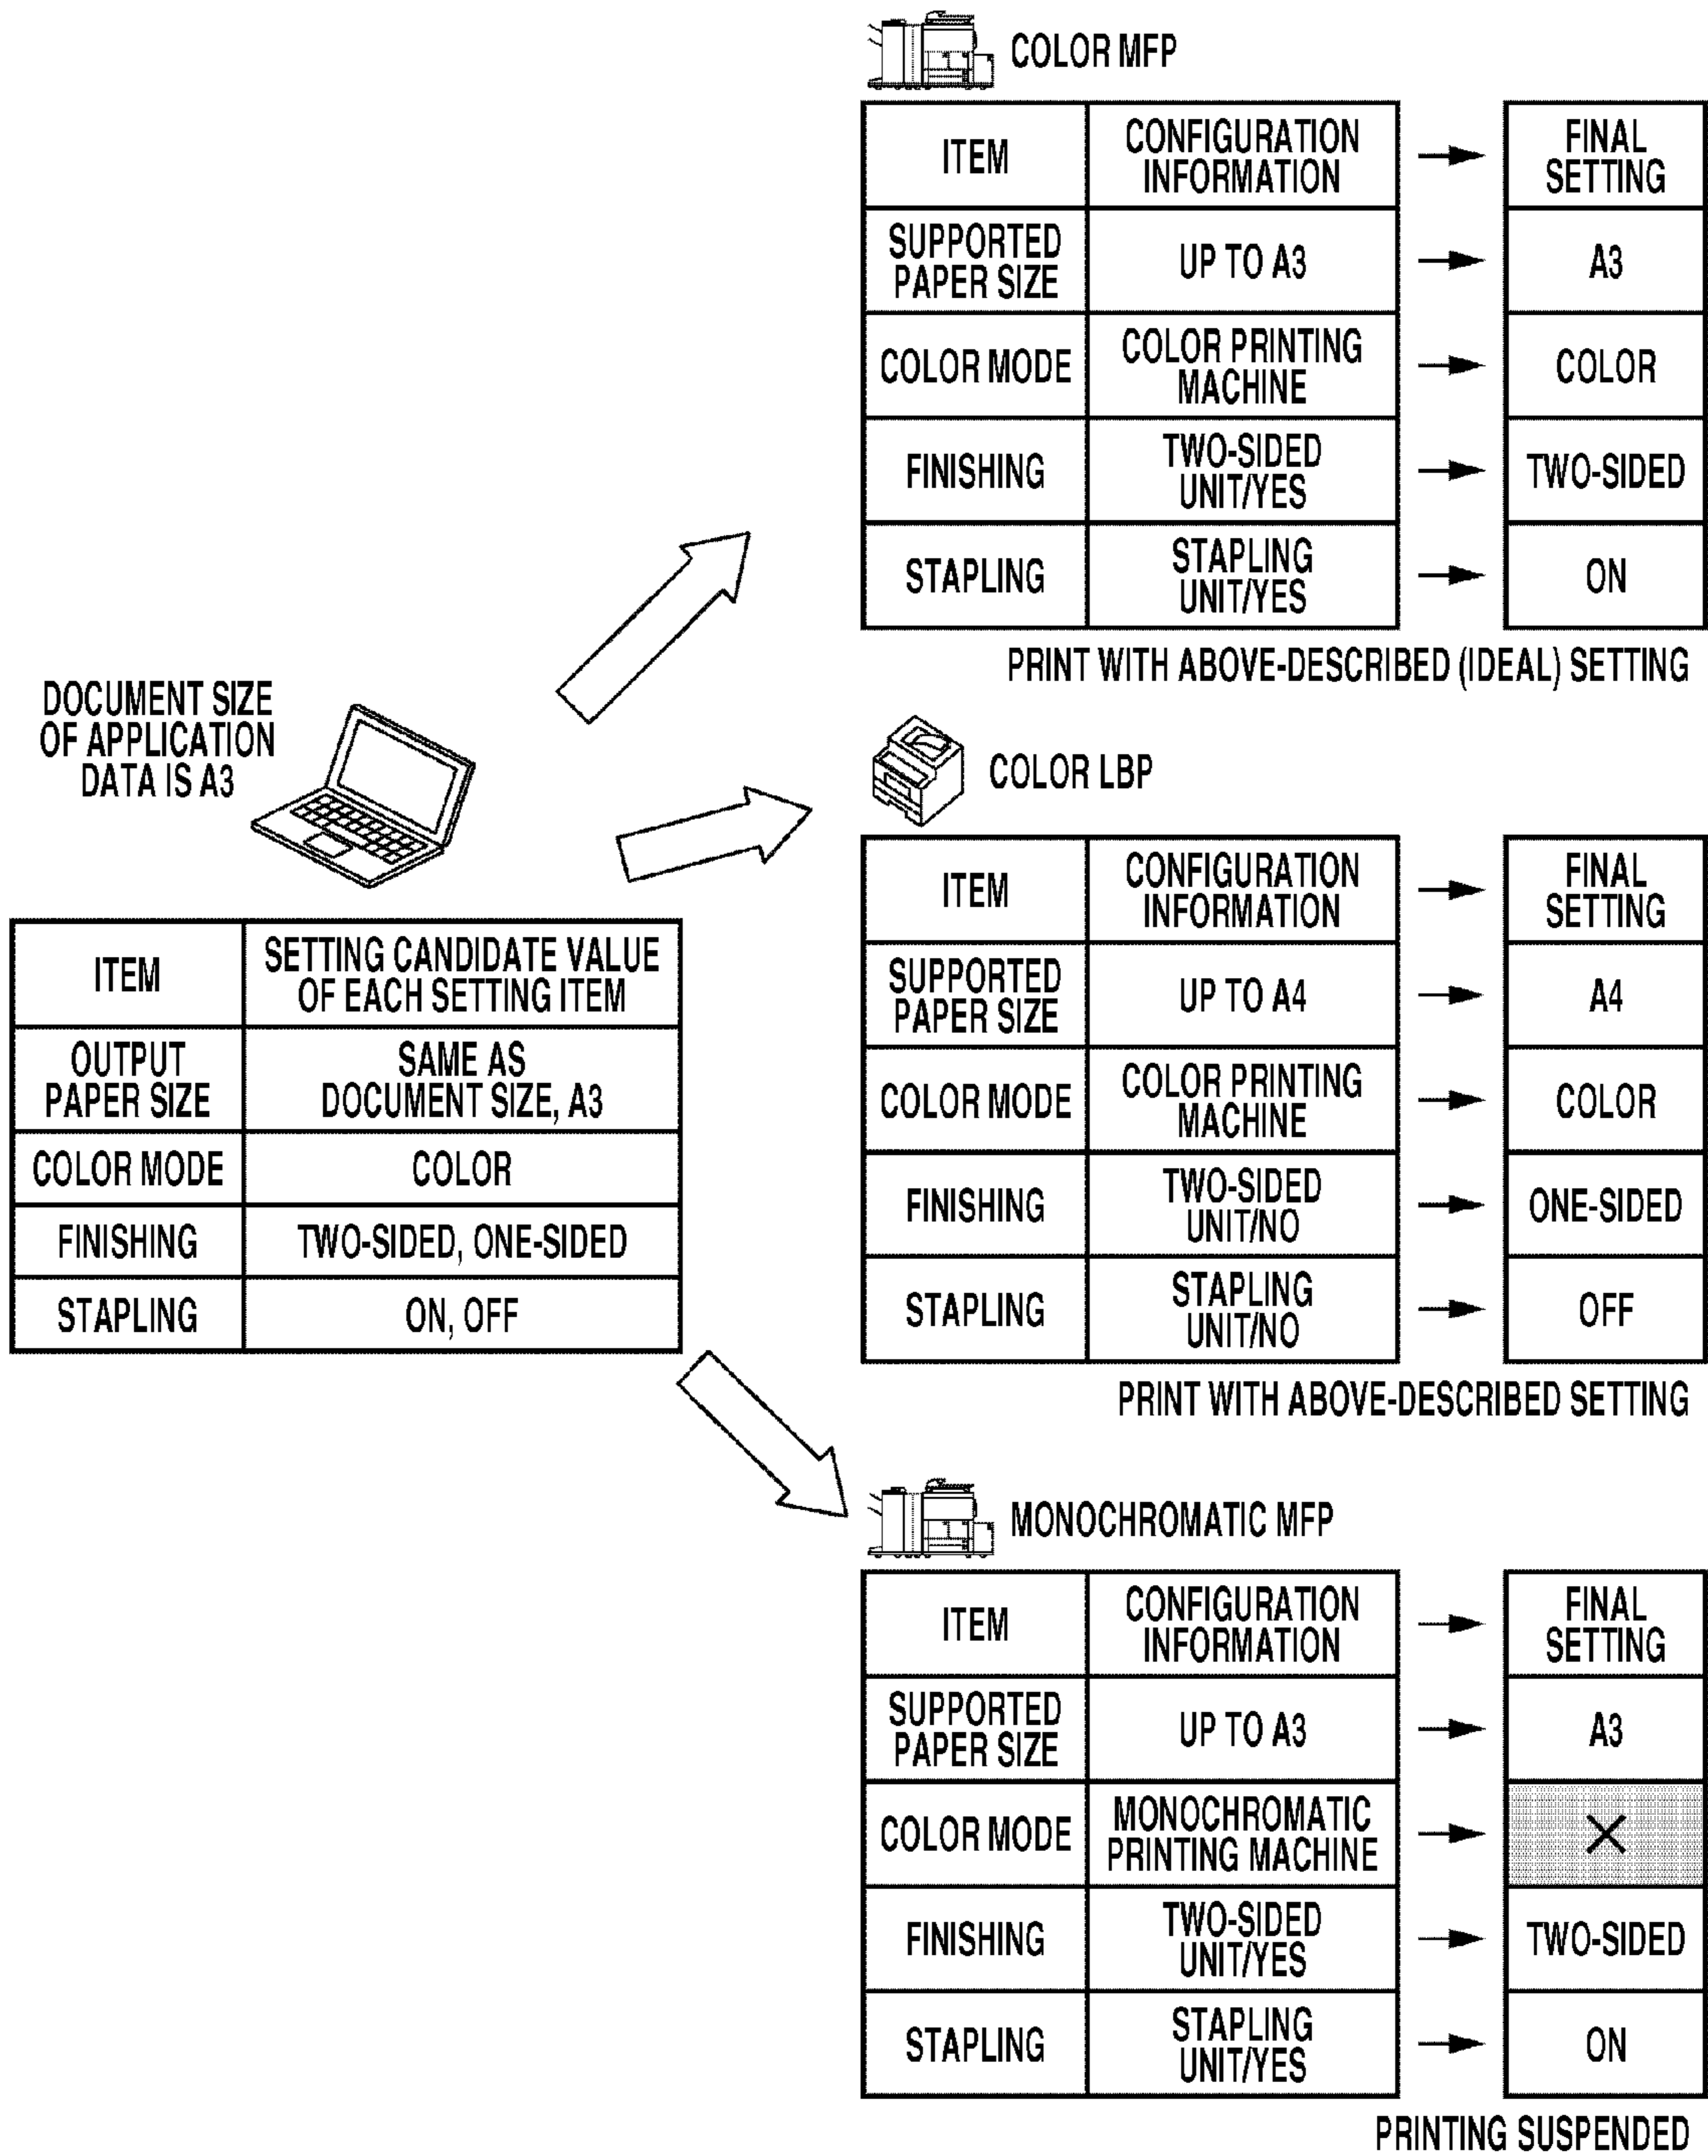 COLOR MFP
ITEM
CONFIGURATION
INFORMATION
FINAL
SETTING
SUPPORTED
PAPER SIZE
UP TO A3
A3
COLOR MODE
COLOR PRINTING
MACHINE
COLOR
FINISHING
TWO-SIDED
UNIT/YES
TWO-SIDED
STAPLING
STAPLING
UNIT/YES
ON
PRINT WITH ABOVE-DESCRIBED (IDEAL) SETTING
DOCUMENT SIZE
OF APPLICATION
DATA IS A3
ITEM
SETTING CANDIDATE VALUE
OF EACH SETTING ITEM
OUTPUT
PAPER SIZE
SAME AS
DOCUMENT SIZE, A3
COLOR MODE
COLOR
FINISHING
TWO-SIDED, ONE-SIDED
STAPLING
ON, OFF
COLOR LBP
ITEM
CONFIGURATION
INFORMATION
FINAL
SETTING
SUPPORTED
PAPER SIZE
UP TO A4
A4
COLOR MODE
COLOR PRINTING
MACHINE
COLOR
FINISHING
TWO-SIDED
UNIT/NO
ONE-SIDED
STAPLING
STAPLING
UNIT/NO
OFF
PRINT WITH ABOVE-DESCRIBED SETTING
MONOCHROMATIC MFP
ITEM
CONFIGURATION
INFORMATION
FINAL
SETTING
SUPPORTED
PAPER SIZE
UP TO A3
A3
COLOR MODE
MONOCHROMATIC
PRINTING MACHINE
×
FINISHING
TWO-SIDED
UNIT/YES
TWO-SIDED
STAPLING
STAPLING
UNIT/YES
ON
PRINTING SUSPENDED